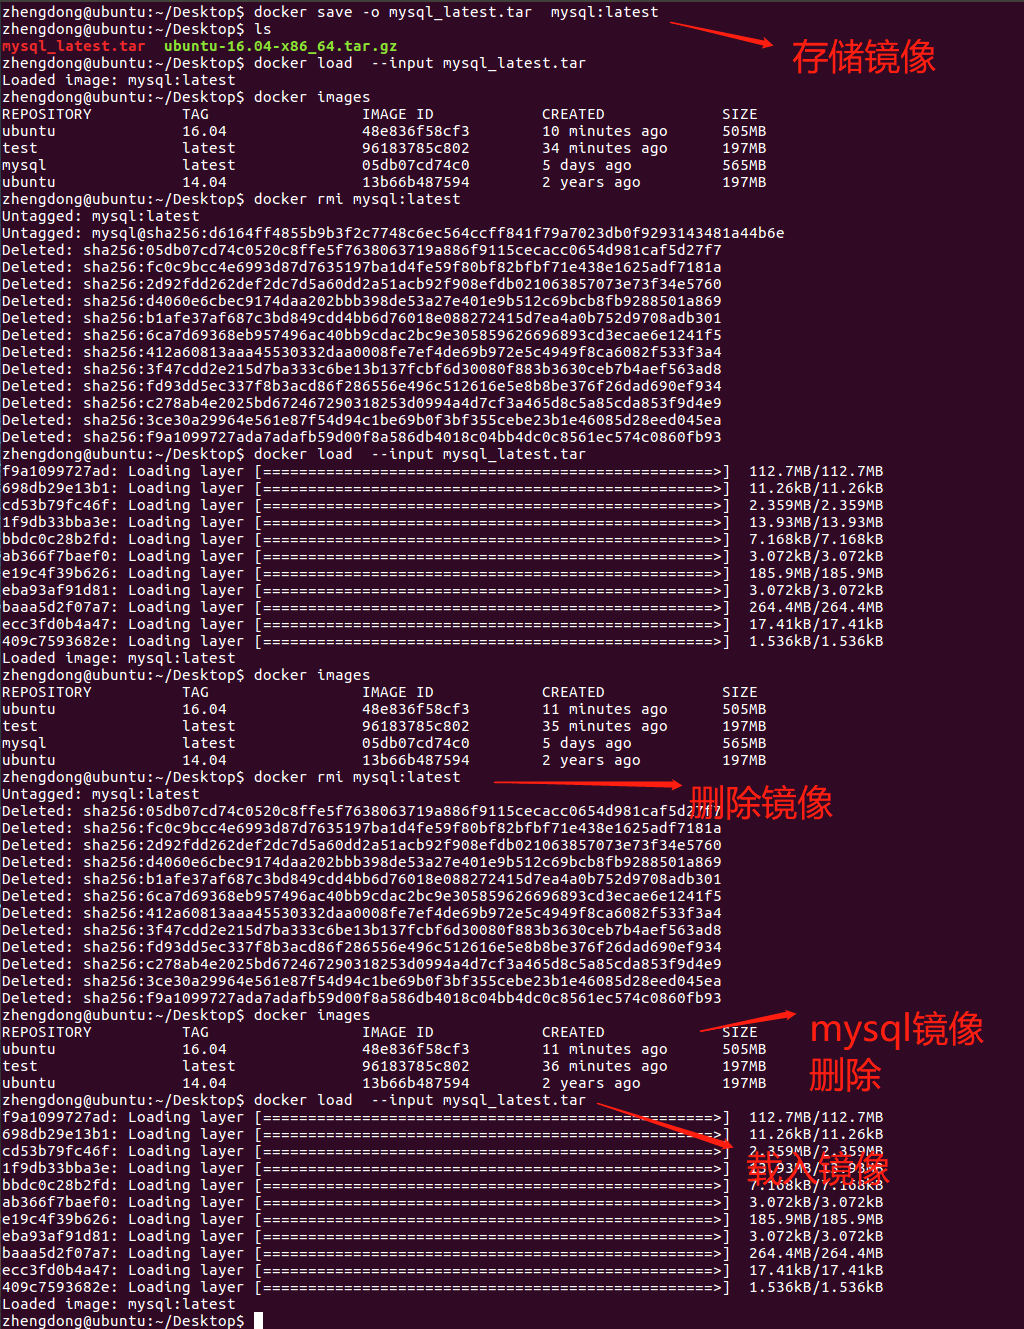 zhengdong@ubuntu:~/Desktop$ docker save -o mysql_latest.tar  mysql:latest
zhengdong@ubuntu:~/Desktop$ ls
存储镜像
mysql_latest.tar  ubuntu-16.04-x86_64.tar.gz
zhengdong@ubuntu:~/Desktop$ docker load  --input mysql_latest.tar
Loaded image: mysql:latest
zhengdong@ubuntu:~/Desktop$ docker images
REPOSITORY          TAG                 IMAGE ID            CREATED             SIZE
ubuntu              16.04               48e836f58cf3        10 minutes ago      505MB
test                latest              96183785c802        34 minutes ago      197MB
mysql               latest              05db07cd74c0        5 days ago          565MB
ubuntu              14.04               13b66b487594        2 years ago         197MB
zhengdong@ubuntu:~/Desktop$ docker rmi mysql:latest
Untagged: mysql:latest
Untagged: mysql@sha256:d6164ff4855b9b3f2c7748c6ec564ccff841f79a7023db0f9293143481a44b6e
Deleted: sha256:05db07cd74c0520c8ffe5f7638063719a886f9115cecacc0654d981caf5d27f7
Deleted: sha256:fc0c9bcc4e6993d87d7635197ba1d4fe59f80bf82bfbf71e438e1625adf7181a
Deleted: sha256:2d92fdd262def2dc7d5a60dd2a51acb92f908efdb021063857073e73f34e5760
Deleted: sha256:d4060e6cbec9174daa202bbb398de53a27e401e9b512c69bcb8fb9288501a869
Deleted: sha256:b1afe37af687c3bd849cdd4bb6d76018e088272415d7ea4a0b752d9708adb301
Deleted: sha256:6ca7d69368eb957496ac40bb9cdac2bc9e305859626696893cd3ecae6e1241f5
Deleted: sha256:412a60813aaa45530332daa0008fe7ef4de69b972e5c4949f8ca6082f533f3a4
Deleted: sha256:3f47cdd2e215d7ba333c6be13b137fcbf6d30080f883b3630ceb7b4aef563ad8
Deleted: sha256:fd93dd5ec337f8b3acd86f286556e496c512616e5e8b8be376f26dad690ef934
Deleted: sha256:c278ab4e2025bd672467290318253d0994a4d7cf3a465d8c5a85cda853f9d4e9
Deleted: sha256:3ce30a29964e561e87f54d94c1be69b0f3bf355cebe23b1e46085d28eed045ea
Deleted: sha256:f9a1099727ada7adafb59d00f8a586db4018c04bb4dc0c8561ec574c0860fb93
zhengdong@ubuntu:~/Desktop$ docker load  --input mysql_latest.tar
f9a1099727ad: Loading layer [==================================================>]  112.7MB/112.7MB
698db29e13b1: Loading layer [==================================================>]  11.26kB/11.26kB
cd53b79fc46f: Loading layer [==================================================>]  2.359MB/2.359MB
1f9db33bba3e: Loading layer [==================================================>]  13.93MB/13.93MB
bbdc0c28b2fd: Loading layer [==================================================>]  7.168kB/7.168kB
ab366f7baef0: Loading layer [==================================================>]  3.072kB/3.072kB
e19c4f39b626: Loading layer [==================================================>]  185.9MB/185.9MB
eba93af91d81: Loading layer [==================================================>]  3.072kB/3.072kB
baaa5d2f07a7: Loading layer [==================================================>]  264.4MB/264.4MB
ecc3fd0b4a47: Loading layer [==================================================>]  17.41kB/17.41kB
409c7593682e: Loading layer [==================================================>]  1.536kB/1.536kB
Loaded image: mysql:latest
zhengdong@ubuntu:~/Desktop$ docker images
REPOSITORY          TAG                 IMAGE ID            CREATED             SIZE
ubuntu              16.04               48e836f58cf3        11 minutes ago      505MB
test                latest              96183785c802        35 minutes ago      197MB
mysql               latest              05db07cd74c0        5 days ago          565MB
ubuntu              14.04               13b66b487594        2 years ago         197MB
zhengdong@ubuntu:~/Desktop$ docker rmi mysql:latest
Untagged: mysql:latest
删除镜像
Deleted: sha256:05db07cd74c0520c8ffe5f7638063719a886f9115cecacc0654d981caf5d27f7
Deleted: sha256:fc0c9bcc4e6993d87d7635197ba1d4fe59f80bf82bfbf71e438e1625adf7181a
Deleted: sha256:2d92fdd262def2dc7d5a60dd2a51acb92f908efdb021063857073e73f34e5760
Deleted: sha256:d4060e6cbec9174daa202bbb398de53a27e401e9b512c69bcb8fb9288501a869
Deleted: sha256:b1afe37af687c3bd849cdd4bb6d76018e088272415d7ea4a0b752d9708adb301
Deleted: sha256:6ca7d69368eb957496ac40bb9cdac2bc9e305859626696893cd3ecae6e1241f5
Deleted: sha256:412a60813aaa45530332daa0008fe7ef4de69b972e5c4949f8ca6082f533f3a4
Deleted: sha256:3f47cdd2e215d7ba333c6be13b137fcbf6d30080f883b3630ceb7b4aef563ad8
Deleted: sha256:fd93dd5ec337f8b3acd86f286556e496c512616e5e8b8be376f26dad690ef934
Deleted: sha256:c278ab4e2025bd672467290318253d0994a4d7cf3a465d8c5a85cda853f9d4e9
Deleted: sha256:3ce30a29964e561e87f54d94c1be69b0f3bf355cebe23b1e46085d28eed045ea
Deleted: sha256:f9a1099727ada7adafb59d00f8a586db4018c04bb4dc0c8561ec574c0860fb93
zhengdong@ubuntu:~/Desktop$ docker images
REPOSITORY          TAG                 IMAGE ID            CREATED             SIZE
mysql镜像
删除
ubuntu              16.04               48e836f58cf3        11 minutes ago      505MB
test                latest              96183785c802        36 minutes ago      197MB
ubuntu              14.04               13b66b487594        2 years ago         197MB
zhengdong@ubuntu:~/Desktop$ docker load  --input mysql_latest.tar
f9a1099727ad: Loading layer [==================================================>]  112.7MB/112.7MB
698db29e13b1: Loading layer [==================================================>]  11.26kB/11.26kB
cd53b79fc46f: Loading layer [==================================================>]  2.359MB/2.359MB
载入镜像
1f9db33bba3e: Loading layer [==================================================>]  13.93MB/13.93MB
bbdc0c28b2fd: Loading layer [==================================================>]  7.168kB/7.168kB
ab366f7baef0: Loading layer [==================================================>]  3.072kB/3.072kB
e19c4f39b626: Loading layer [==================================================>]  185.9MB/185.9MB
eba93af91d81: Loading layer [==================================================>]  3.072kB/3.072kB
baaa5d2f07a7: Loading layer [==================================================>]  264.4MB/264.4MB
ecc3fd0b4a47: Loading layer [==================================================>]  17.41kB/17.41kB
409c7593682e: Loading layer [==================================================>]  1.536kB/1.536kB
Loaded image: mysql:latest
zhengdong@ubuntu:~/Desktop$